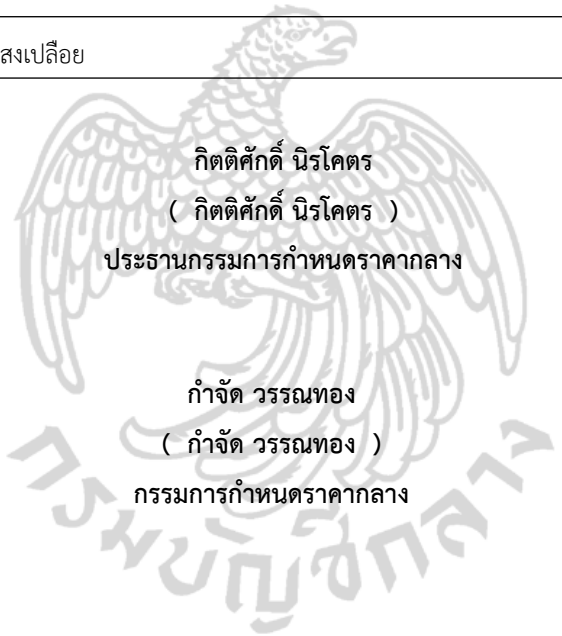 สงเปลือย
กิตติศักดิ์ นิรโคตร
( กิตติศักดิ์ นิรโคตร )
ประธานกรรมการกำหนดราคากลาง
กำจัด วรรณทอง
( กำจัด วรรณทอง )
กรรมการกำหนดราคากลาง
กรมบัญชีกลาง